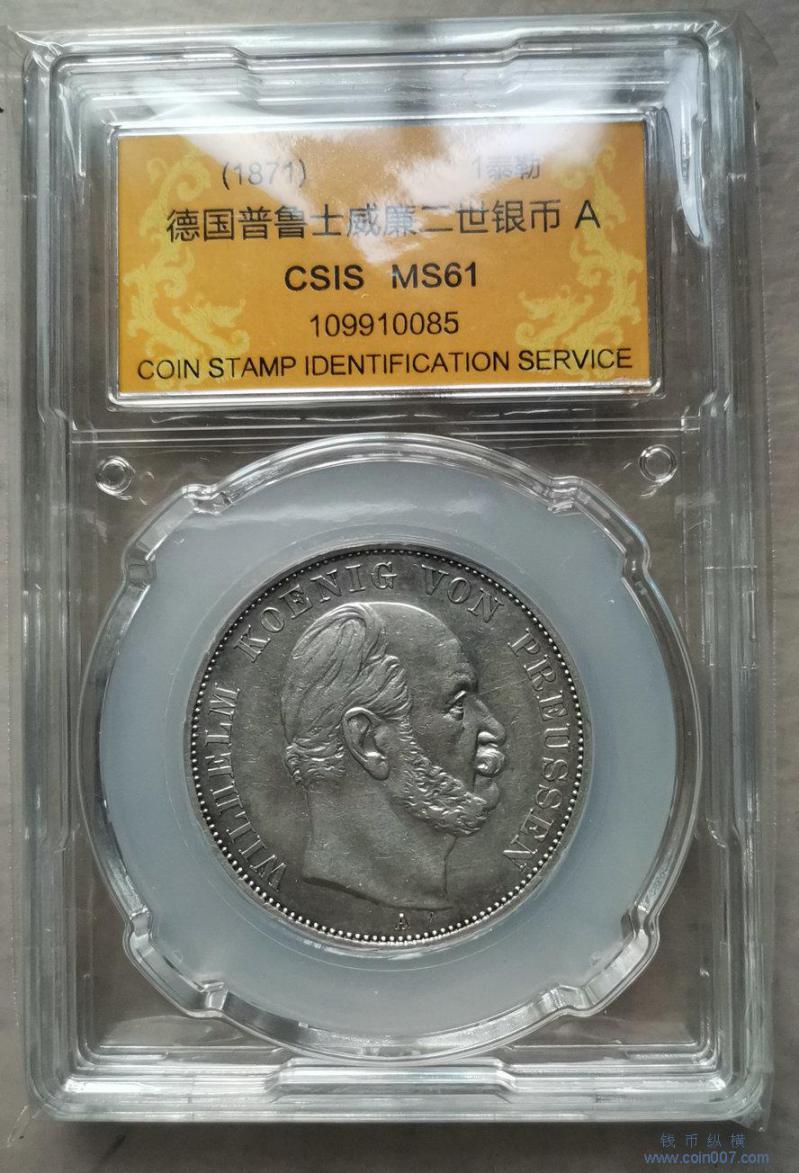 (1871) 1泰勒
德国普鲁士威廉二世银币 A
CSIS MS61
109910085
COIN STAMP IDENTIFICATION SERVICE
WILHELM KOENIG VON PREUSSEN
A
钱币纵横
www.coin007.com